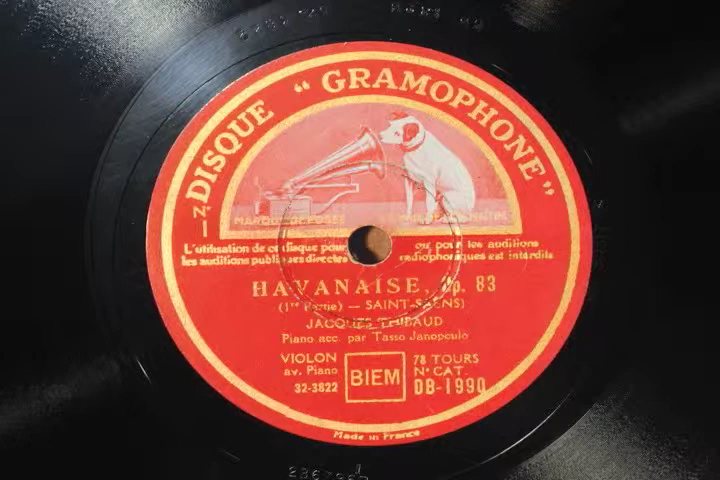 DISQUE “GRAMOPHONE”
L'utilisation de ce disque pour ou pour les auditions
les auditions publiques directes radiophoniques est interdite
HAVANAISE, Op. 83
(1re Partie) — SAINT-SAËNS)
JACQUES THIBAUD
Piano acc. par Tasso Janopoulo
VIOLON
av. Piano
32-3822
BIEM
78 TOURS
N° CAT.
DB-1990
Made in France